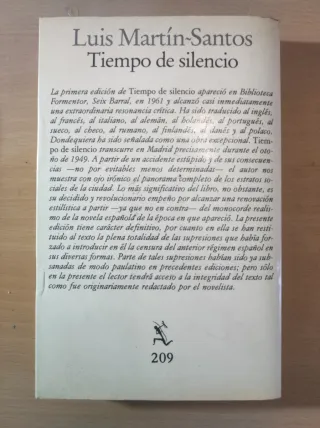 Luis Martín-Santos
Tiempo de silencio
La primera edición de Tiempo de silencio apareció en Biblioteca
Formentor, Seix Barral, en 1961 y alcanzó casi inmediatamente
una extraordinaria resonancia crítica. Ha sido traducido al inglés,
al francés, al italiano, al alemán, al holandés, al portugués, al
sueco, al checo, al rumano, al finlandés, al danés y al polaco.
Dondequiera ha sido señalada como una obra excepcional. Tiem-
po de silencio transcurre en Madrid precisamente durante el oto-
ño de 1949. A partir de un accidente estúpido y de sus consecuen-
cias —no por evitables menos determinadas— el autor nos
muestra con ojo irónico el panorama completo de los estratos so-
ciales de la ciudad. Lo más significativo del libro, no obstante, es
su decidido y revolucionario empeño por alcanzar una renovación
estilística a partir —ya que no en contra— del monocorde realis-
mo de la novela española de la época en que apareció. La presente
edición tiene carácter definitivo, por cuanto en ella se han resti-
tuido al texto la plena totalidad de las supresiones que había for-
zado a introducir en él la censura del anterior régimen español en
sus diversas formas. Parte de tales supresiones habían sido ya sub-
sanadas de modo paulatino en precedentes ediciones; pero sólo
en la presente el lector tendrá acceso a la integridad del texto tal
como fue originariamente redactado por el novelista.
209